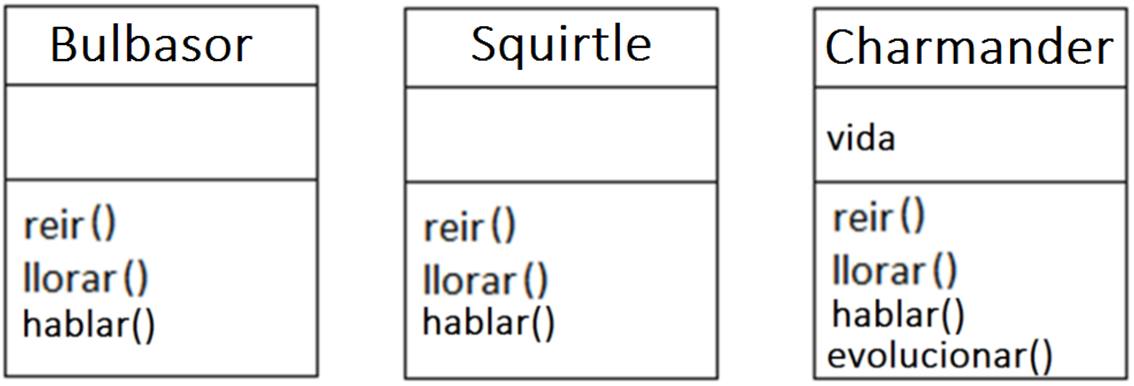 Bulbasor
reir()
llorar()
hablar()
Squirtle
reir()
llorar()
hablar()
Charmander
vida
reir()
llorar()
hablar()
evolucionar()